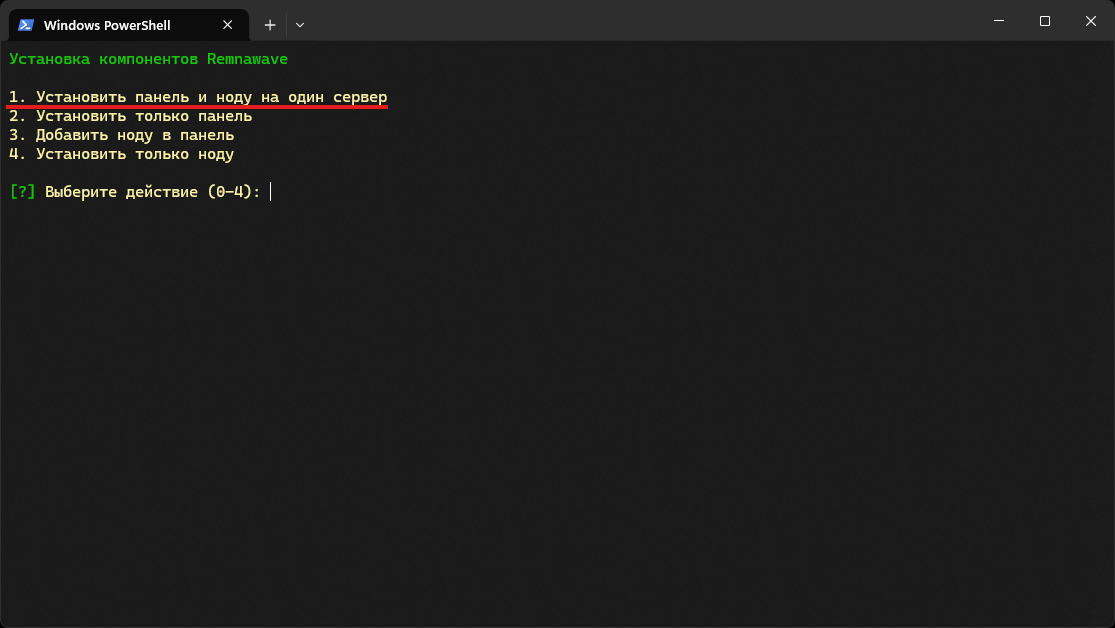 Windows PowerShell
Установка компонентов Remnawave
1. Установить панель и ноду на один сервер
2. Установить только панель
3. Добавить ноду в панель
4. Установить только ноду
[?] Выберите действие (0-4):